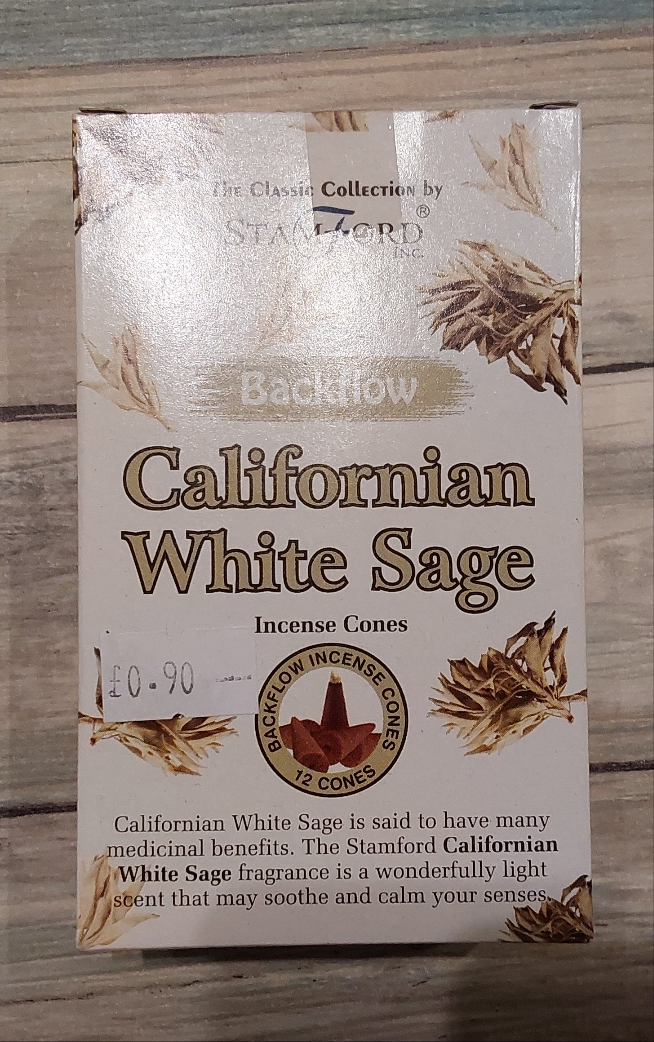 The Classic Collection by
STAMFORD®
INC.
Backflow
Californian
White Sage
Incense Cones
£0.90
BACKFLOW INCENSE CONES
12 CONES
Californian White Sage is said to have many
medicinal benefits. The Stamford Californian
White Sage fragrance is a wonderfully light
scent that may soothe and calm your senses.